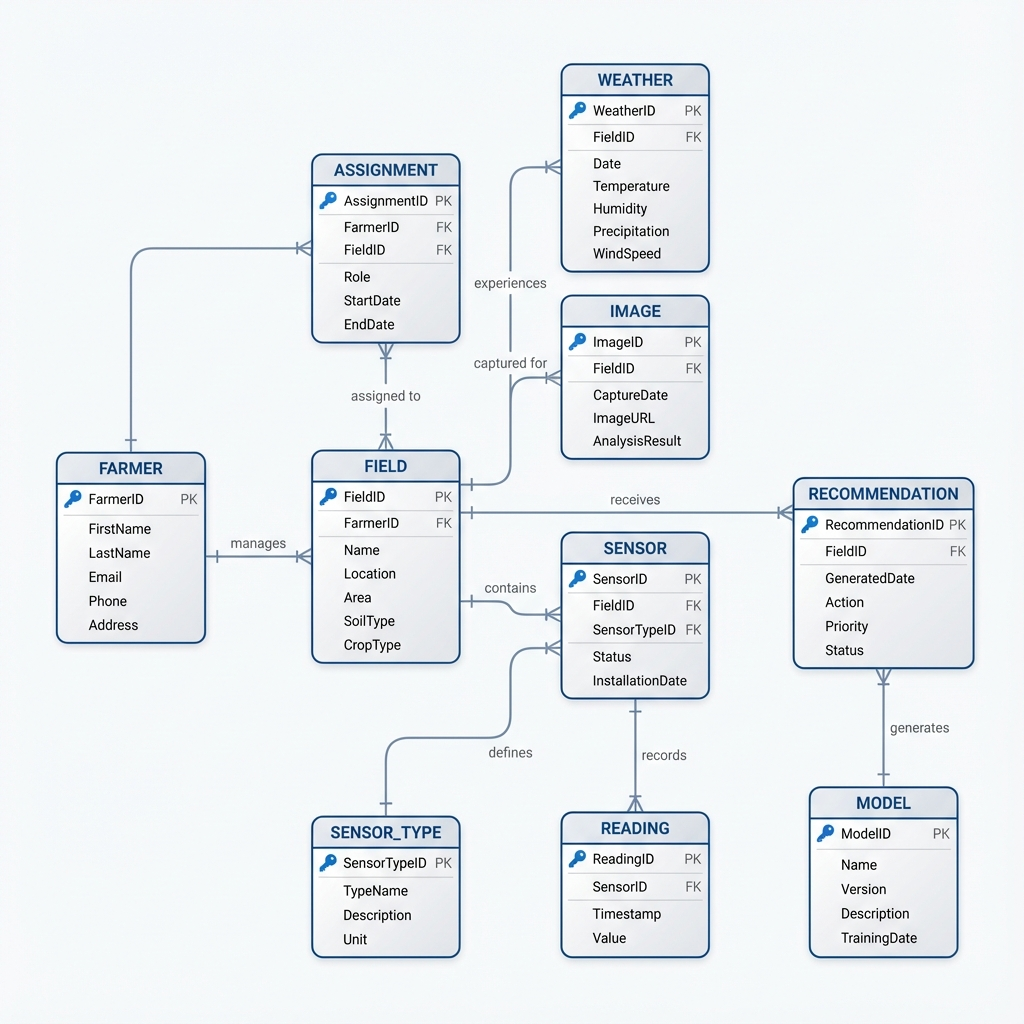 WEATHER
WeatherID PK
FieldID FK
Date
Temperature
Humidity
Precipitation
WindSpeed
ASSIGNMENT
AssignmentID PK
FarmerID FK
FieldID FK
Role
StartDate
EndDate
experiences
IMAGE
ImageID PK
FieldID FK
CaptureDate
ImageURL
AnalysisResult
captured for
assigned to
FARMER
FarmerID PK
FirstName
LastName
Email
Phone
Address
manages
FIELD
FieldID PK
FarmerID FK
Name
Location
Area
SoilType
CropType
receives
RECOMMENDATION
RecommendationID PK
FieldID FK
GeneratedDate
Action
Priority
Status
contains
SENSOR
SensorID PK
FieldID FK
SensorTypeID FK
Status
InstallationDate
defines
records
generates
SENSOR_TYPE
SensorTypeID PK
TypeName
Description
Unit
READING
ReadingID PK
SensorID FK
Timestamp
Value
MODEL
ModelID PK
Name
Version
Description
TrainingDate